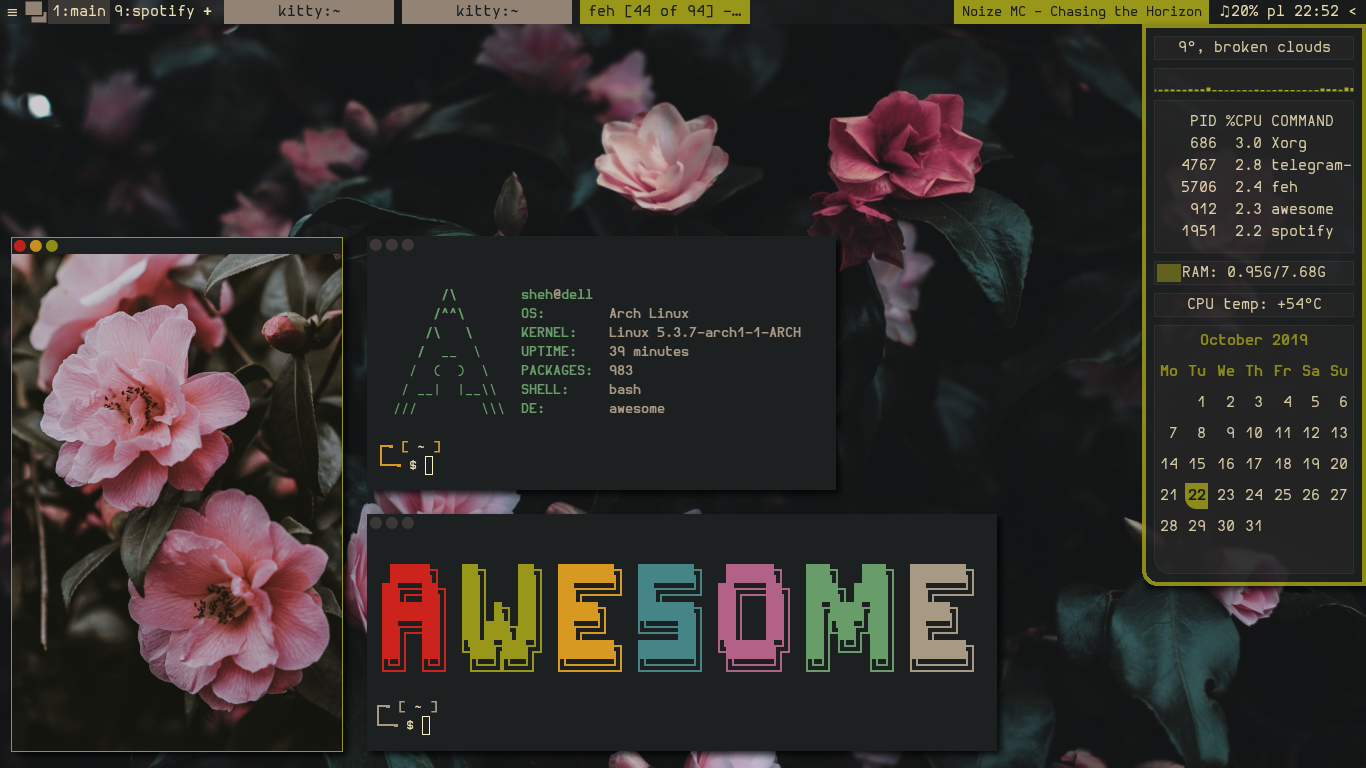 ≡ 1:main 9:spotify + kitty:~ kitty:~ feh [44 of 94] -… Noize MC - Chasing the Horizon ♫20% pl 22:52 <
9°, broken clouds
PID %CPU COMMAND
686 3.0 Xorg
4767 2.8 telegram-
5706 2.4 feh
912 2.3 awesome
1951 2.2 spotify
RAM: 0.95G/7.68G
CPU temp: +54°C
October 2019
Mo Tu We Th Fr Sa Su
1 2 3 4 5 6
7 8 9 10 11 12 13
14 15 16 17 18 19 20
21 22 23 24 25 26 27
28 29 30 31
sheh@dell
OS: Arch Linux
KERNEL: Linux 5.3.7-arch1-1-ARCH
UPTIME: 39 minutes
PACKAGES: 983
SHELL: bash
DE: awesome
[ ~ ]
$
AWESOME
[ ~ ]
$